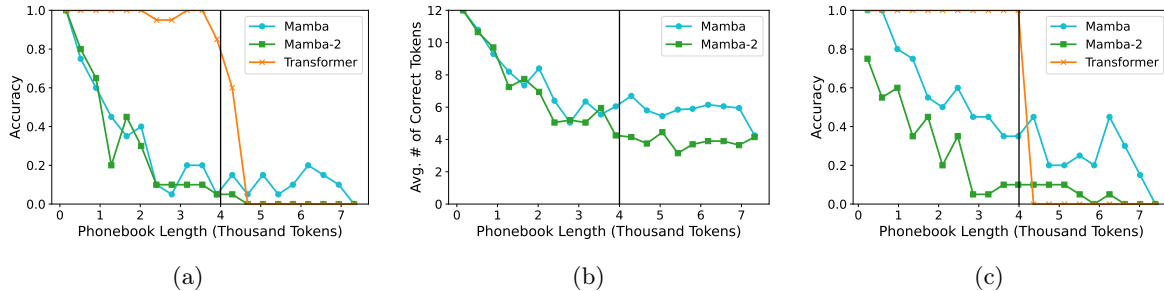 Accuracy
1.0
0.8
0.6
0.4
0.2
0.0
Mamba
Mamba-2
Transformer
0 1 2 3 4 5 6 7
Phonebook Length (Thousand Tokens)
(a)
Avg. # of Correct Tokens
12
10
8
6
4
2
0
Mamba
Mamba-2
0 1 2 3 4 5 6 7
Phonebook Length (Thousand Tokens)
(b)
Accuracy
1.0
0.8
0.6
0.4
0.2
0.0
Mamba
Mamba-2
Transformer
0 1 2 3 4 5 6 7
Phonebook Length (Thousand Tokens)
(c)